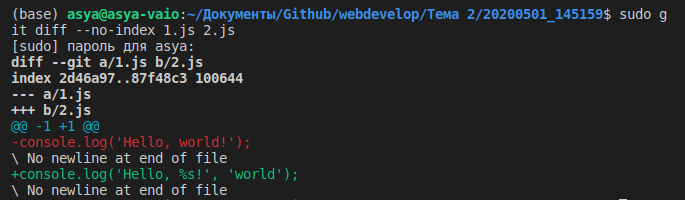 (base) asya@asya-vaio:~/Документы/Github/webdevelop/Тема 2/20200501_145159$ sudo g
it diff --no-index 1.js 2.js
[sudo] пароль для asya:
diff --git a/1.js b/2.js
index 2d46a97..87f48c3 100644
--- a/1.js
+++ b/2.js
@@ -1 +1 @@
-console.log('Hello, world!');
\ No newline at end of file
+console.log('Hello, %s!', 'world');
\ No newline at end of file